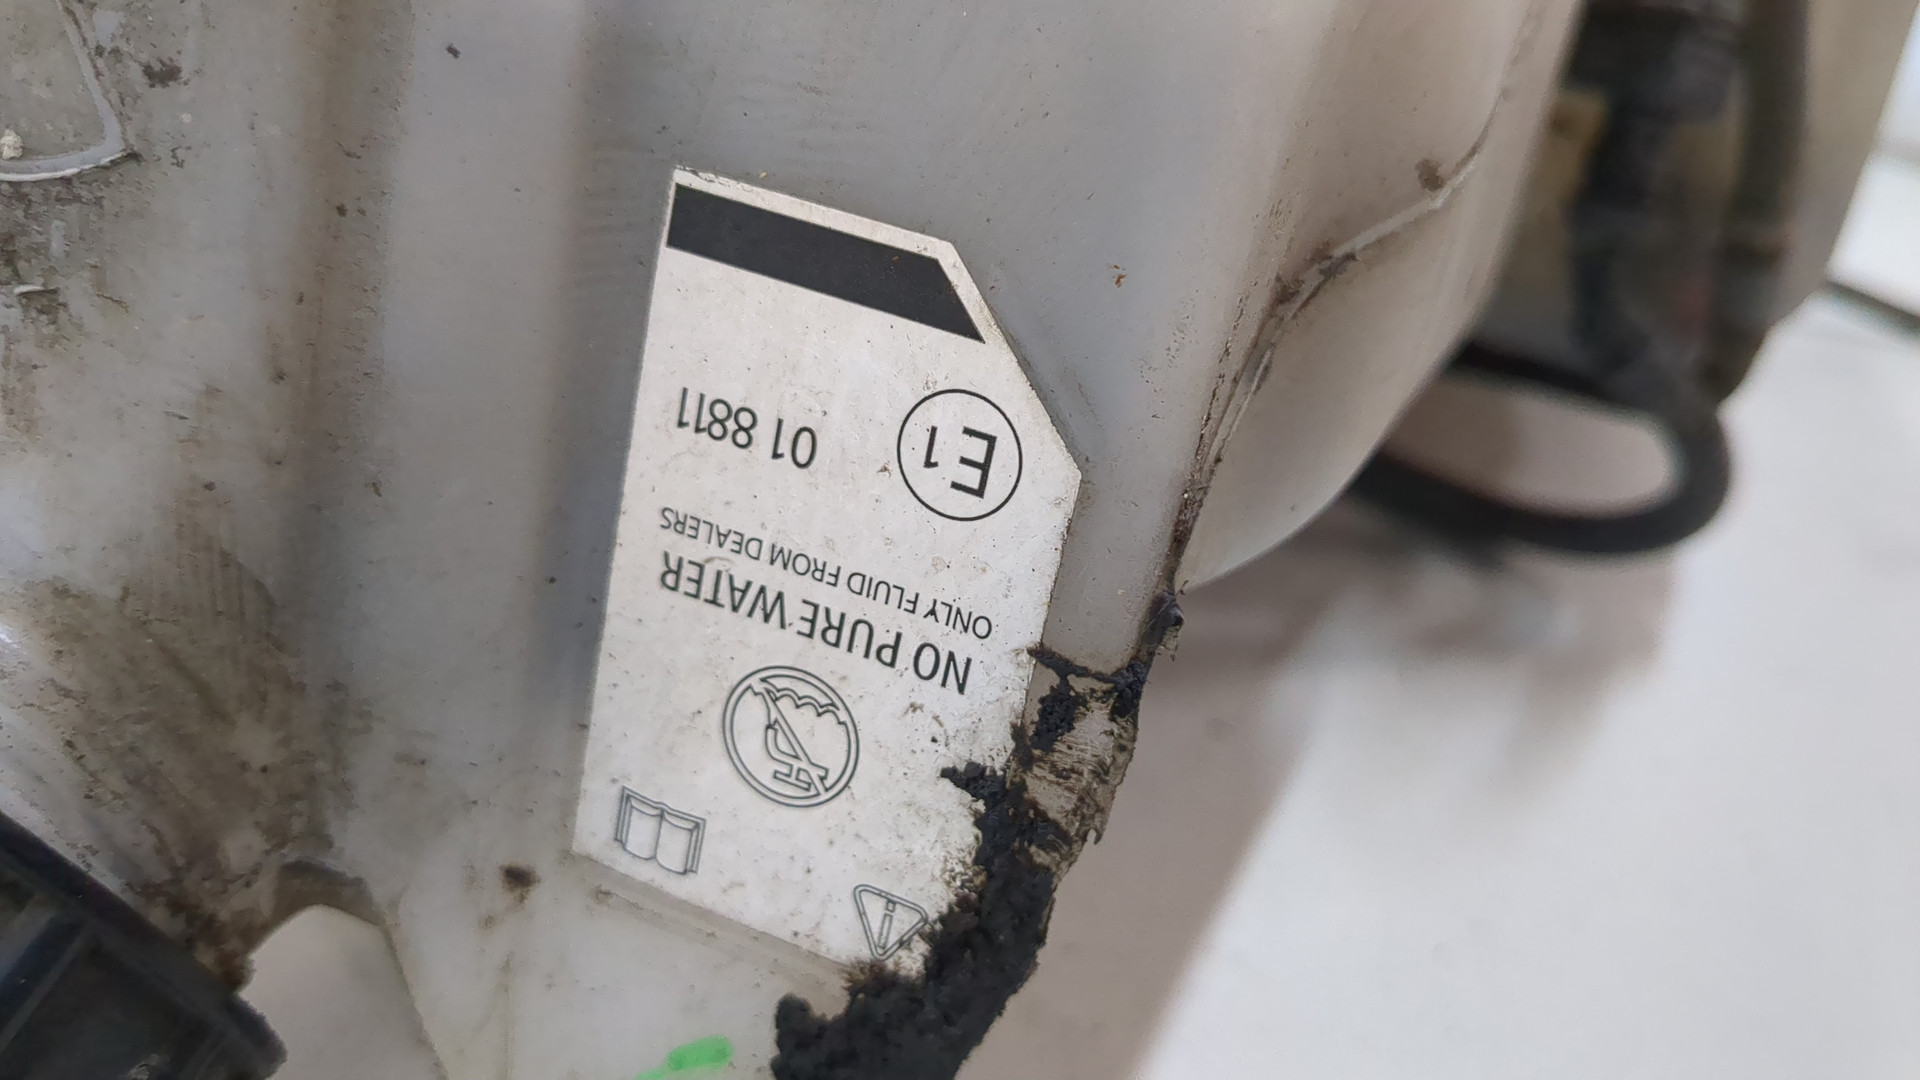 NO PURE WATER
ONLY FLUID FROM DEALERS
E1 01 8811